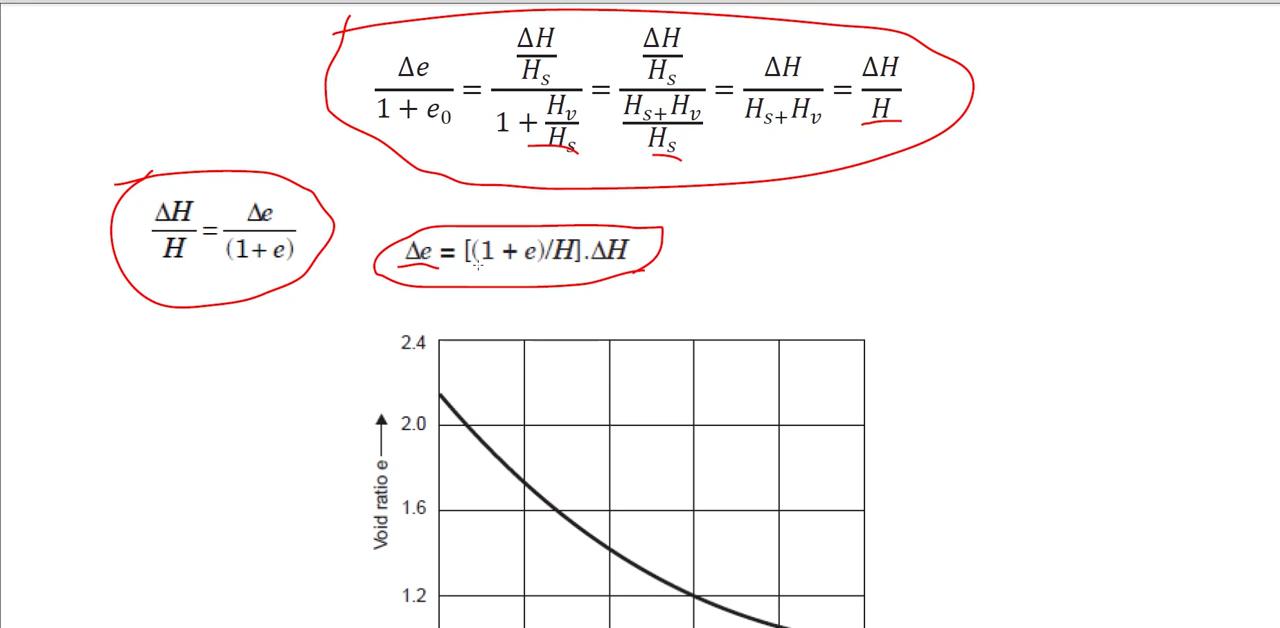 Δe/(1 + e₀) = (ΔH/Hₛ)/(1 + Hᵥ/Hₛ) = (ΔH/Hₛ)/((Hₛ₊Hᵥ)/Hₛ) = ΔH/(Hₛ₊Hᵥ) = ΔH/H
ΔH/H = Δe/(1+ e)
Δe = [(1 + e)/H].ΔH
2.4
2.0
1.6
1.2
Void ratio e